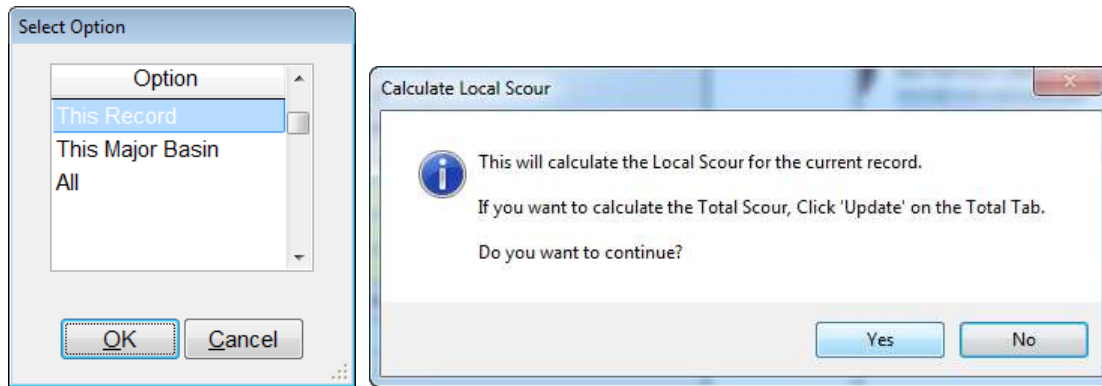 Select Option
Option
This Record
This Major Basin
All
OK
Cancel
Calculate Local Scour
This will calculate the Local Scour for the current record.
If you want to calculate the Total Scour, Click 'Update' on the Total Tab.
Do you want to continue?
Yes
No